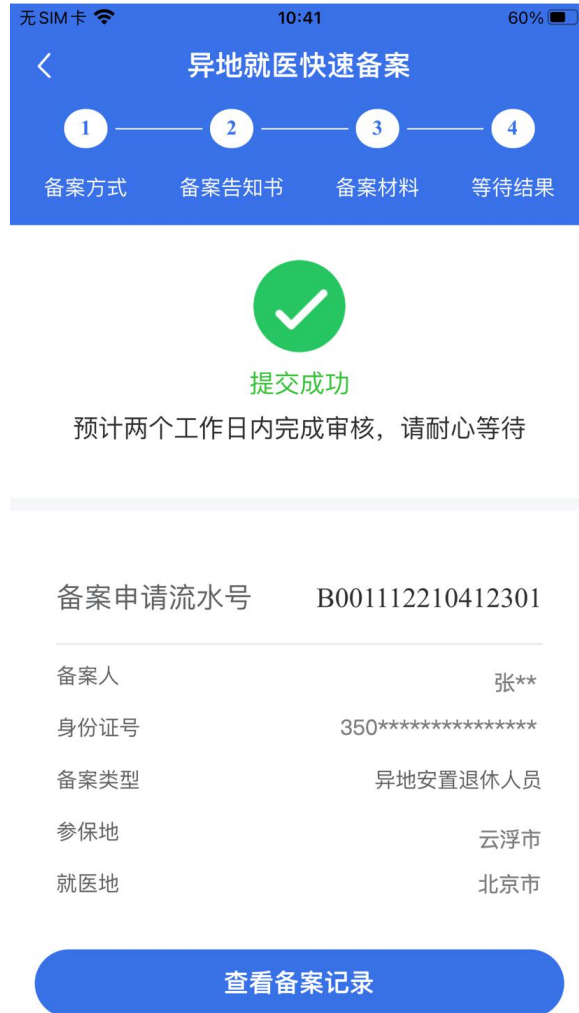 无SIM卡 10:41 60%
异地就医快速备案
1 2 3 4
备案方式 备案告知书 备案材料 等待结果
提交成功
预计两个工作日内完成审核，请耐心等待
备案申请流水号 B001112210412301
备案人 张**
身份证号 350***************
备案类型 异地安置退休人员
参保地 云浮市
就医地 北京市
查看备案记录